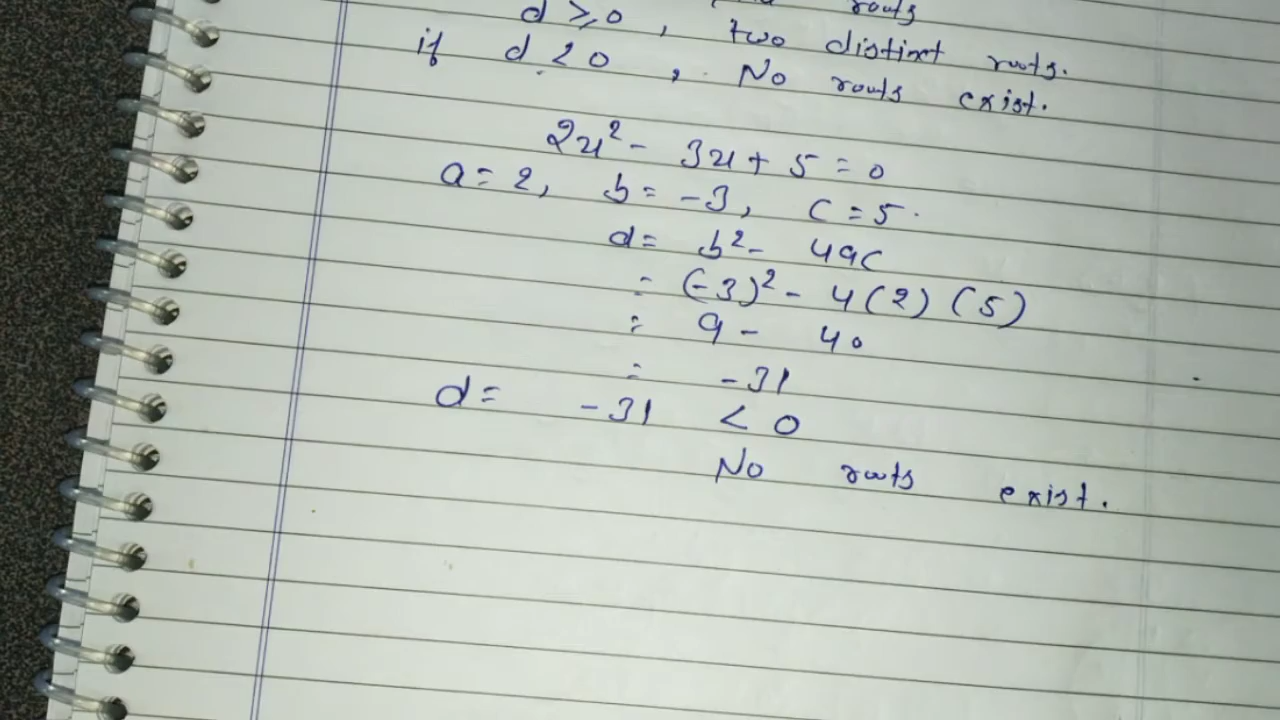 roots
d ≥ 0 , two distinct roots.
if d < 0 , No roots exist.
2x² - 3x + 5 = 0
a = 2, b = -3, c = 5.
d = b² - 4ac
= (-3)² - 4(2)(5)
= 9 - 40
= -31
d = -31 < 0
No roots exist.